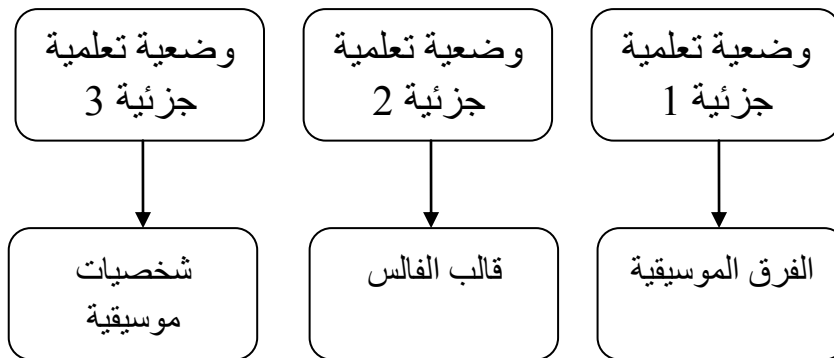 وضعية تعلمية
جزئية 1
وضعية تعلمية
جزئية 2
وضعية تعلمية
جزئية 3
الفرق الموسيقية
قالب الفالس
شخصيات
موسيقية